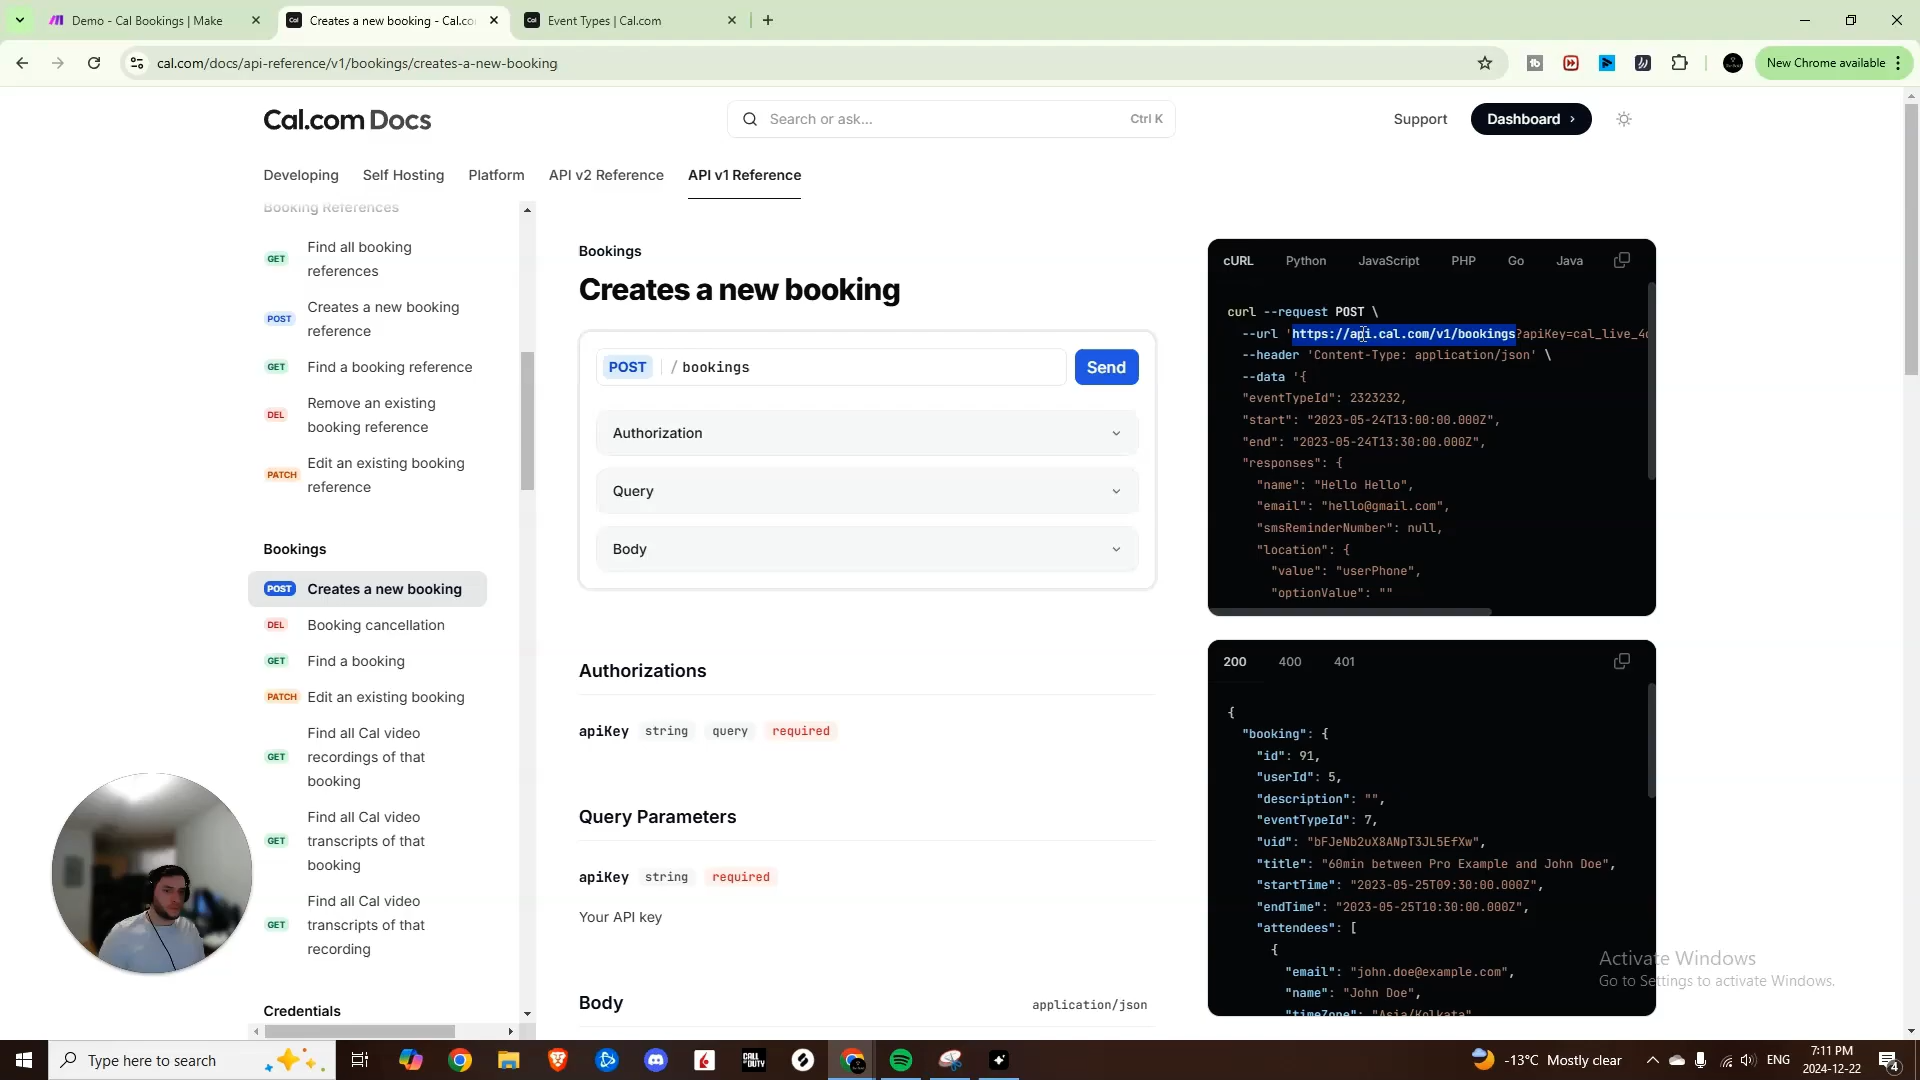 Demo - Cal Bookings | Make
Creates a new booking - Cal.co
Event Types | Cal.com
cal.com/docs/api-reference/v1/bookings/creates-a-new-booking
New Chrome available
Cal.com Docs
Search or ask...
Ctrl K
Support
Dashboard
Developing
Self Hosting
Platform
API v2 Reference
API v1 Reference
Booking References
GET
Find all booking
references
POST
Creates a new booking
reference
GET
Find a booking reference
DEL
Remove an existing
booking reference
PATCH
Edit an existing booking
reference
Bookings
POST
Creates a new booking
DEL
Booking cancellation
GET
Find a booking
PATCH
Edit an existing booking
GET
Find all Cal video
recordings of that
booking
GET
Find all Cal video
transcripts of that
booking
GET
Find all Cal video
transcripts of that
recording
Credentials
Bookings
Creates a new booking
POST / bookings
Send
Authorization
Query
Body
Authorizations
apiKey string query required
Query Parameters
apiKey string required
Your API key
Body
application/json
cURL Python JavaScript PHP Go Java
curl --request POST \
--url 'https://api.cal.com/v1/bookings?apiKey=cal_live_4
--header 'Content-Type: application/json' \
--data '{
"eventTypeId": 2323232,
"start": "2023-05-24T13:00:00.000Z",
"end": "2023-05-24T13:30:00.000Z",
"responses": {
"name": "Hello Hello",
"email": "hello@gmail.com",
"smsReminderNumber": null,
"location": {
"value": "userPhone",
"optionValue": ""
200 400 401
{
"booking": {
"id": 91,
"userId": 5,
"description": "",
"eventTypeId": 7,
"uid": "bFJeNb2uX8ANpT3JL5EfXw",
"title": "60min between Pro Example and John Doe",
"startTime": "2023-05-25T09:30:00.000Z",
"endTime": "2023-05-25T10:30:00.000Z",
"attendees": [
{
"email": "john.doe@example.com",
"name": "John Doe",
"timeZone": "Asia/Kolkata"
Activate Windows
Go to Settings to activate Windows.
Type here to search
CALL OF DUTY
-13°C Mostly clear
ENG
7:11 PM
2024-12-22
4